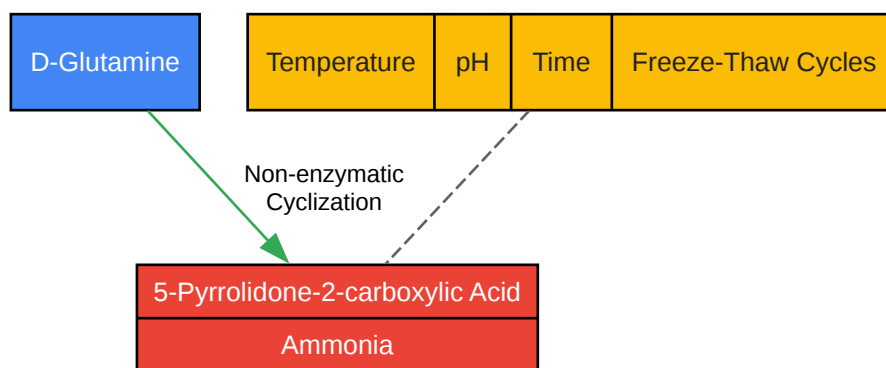 D-Glutamine
Temperature
pH
Time
Freeze-Thaw Cycles
Non-enzymatic
Cyclization
5-Pyrrolidone-2-carboxylic Acid
Ammonia